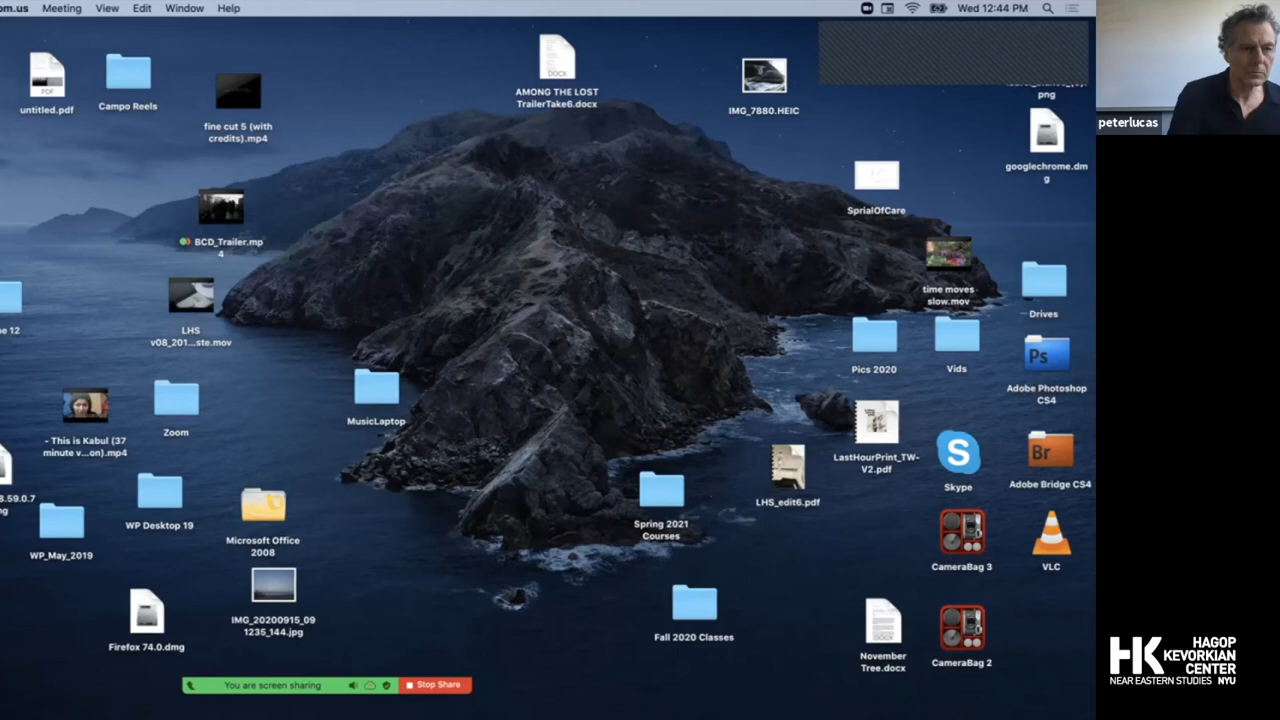 om.us Meeting View Edit Window Help
Wed 12:44 PM
peterlucas
untitled.pdf
Campo Reels
fine cut 5 (with
credits).mp4
DOCX
AMONG THE LOST
TrailerTake6.docx
IMG_7880.HEIC
png
googlechrome.dm
g
SprialOfCare
BCD_Trailer.mp
4
time moves
slow.mov
Drives
LHS
v08_201...ste.mov
Pics 2020
Vids
Ps
Adobe Photoshop
CS4
MusicLaptop
Zoom
- This is Kabul (37
minute v...on).mp4
LastHourPrint_TW-
V2.pdf
Skype
Br
Adobe Bridge CS4
LHS_edit6.pdf
WP_May_2019
WP Desktop 19
Microsoft Office
2008
Spring 2021
Courses
CameraBag 3
VLC
Firefox 74.0.dmg
IMG_20200915_09
1235_144.jpg
Fall 2020 Classes
November
Tree.docx
CameraBag 2
You are screen sharing
Stop Share
HK HAGOP
KEVORKIAN
CENTER
NEAR EASTERN STUDIES NYU